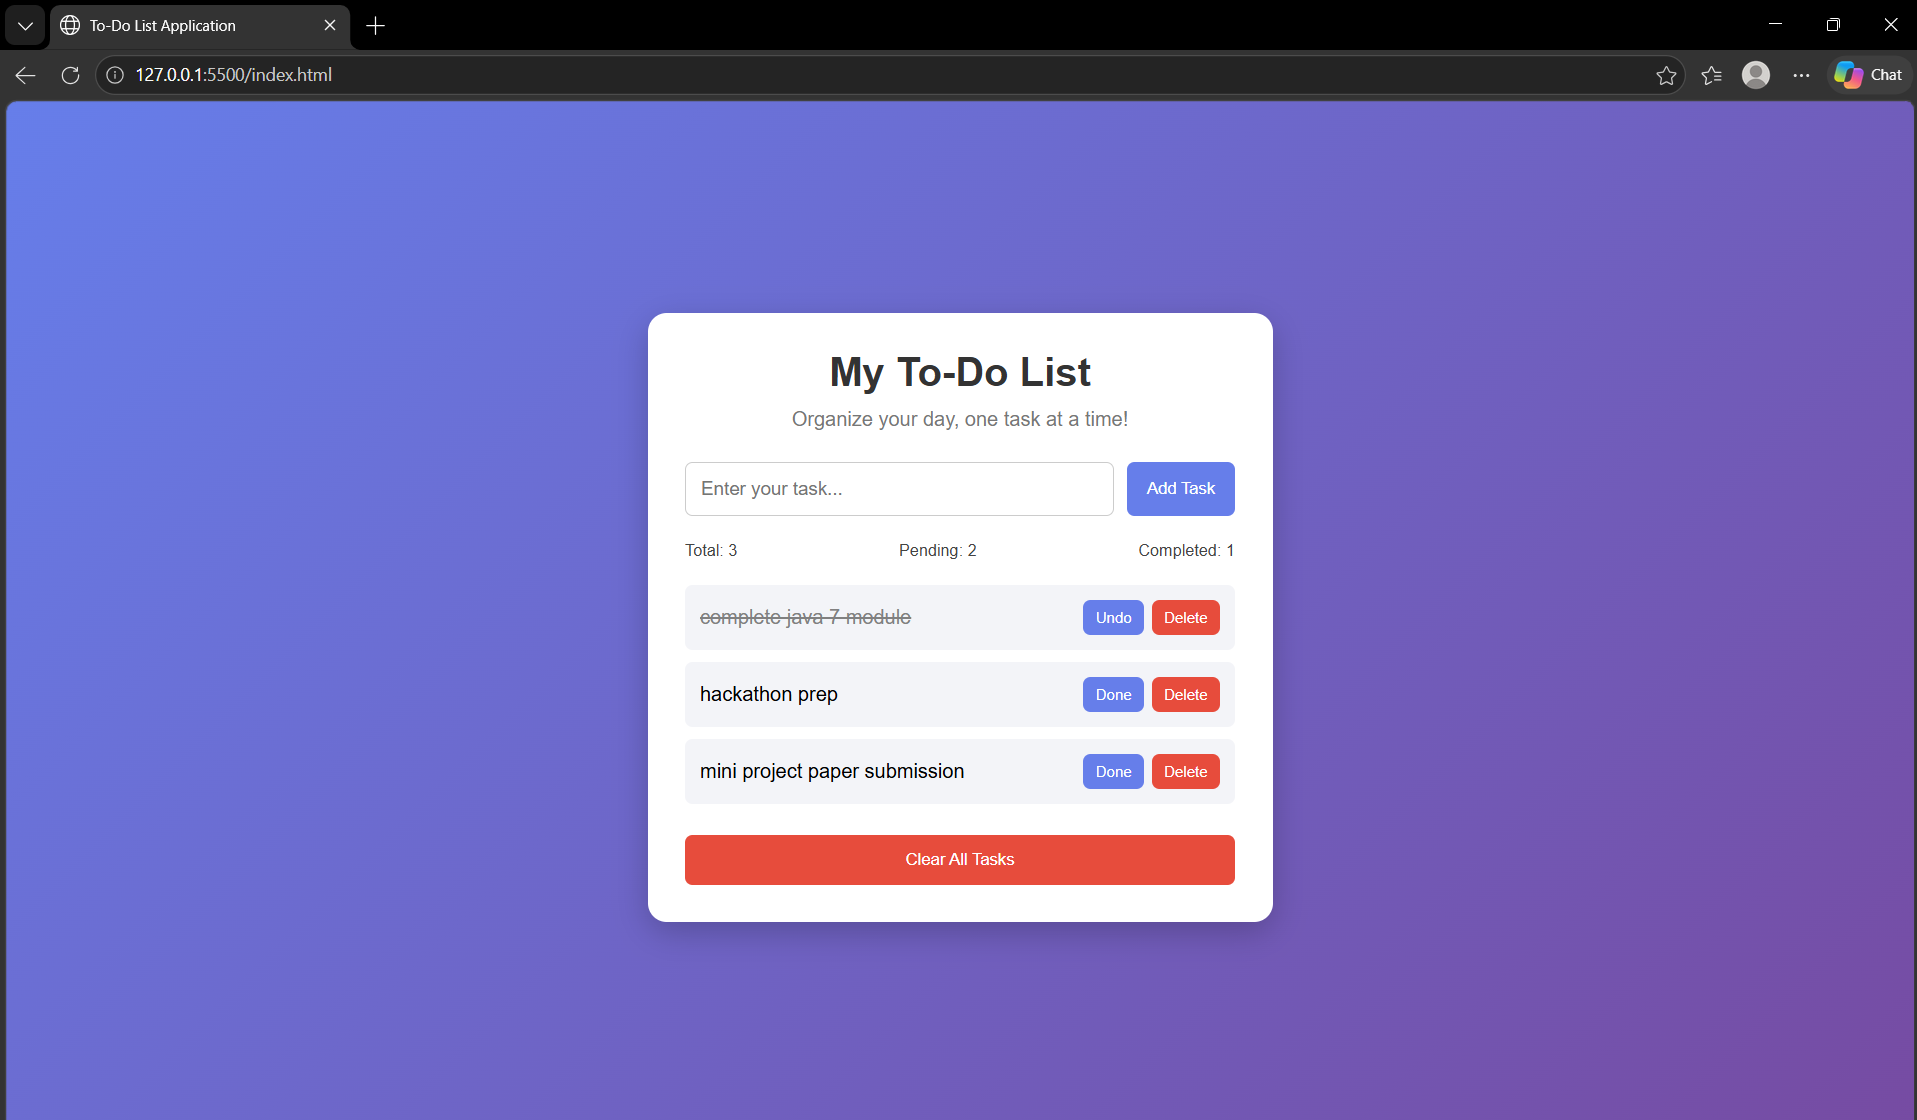 To-Do List Application
127.0.0.1:5500/index.html
Chat
My To-Do List
Organize your day, one task at a time!
Enter your task...
Add Task
Total: 3
Pending: 2
Completed: 1
complete java 7 module
Undo
Delete
hackathon prep
Done
Delete
mini project paper submission
Done
Delete
Clear All Tasks